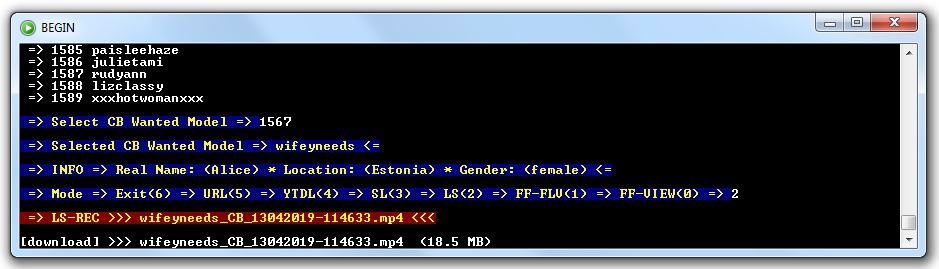 BEGIN
=> 1585 paisleehaze
=> 1586 julietami
=> 1587 rudyann
=> 1588 lizclassy
=> 1589 xxxhotwomanxxx
=> Select CB Wanted Model => 1567
=> Selected CB Wanted Model => wifeyneeds <=
=> INFO => Real Name: (Alice) * Location: (Estonia) * Gender: (female) <=
=> Mode => Exit(6) => URL(5) => YTDL(4) => SL(3) => LS(2) => FF-FLV(1) => FF-VIEW(0) => 2
=> LS-REC >>> wifeyneeds_CB_13042019-114633.mp4 <<<
[download] >>> wifeyneeds_CB_13042019-114633.mp4 (18.5 MB)